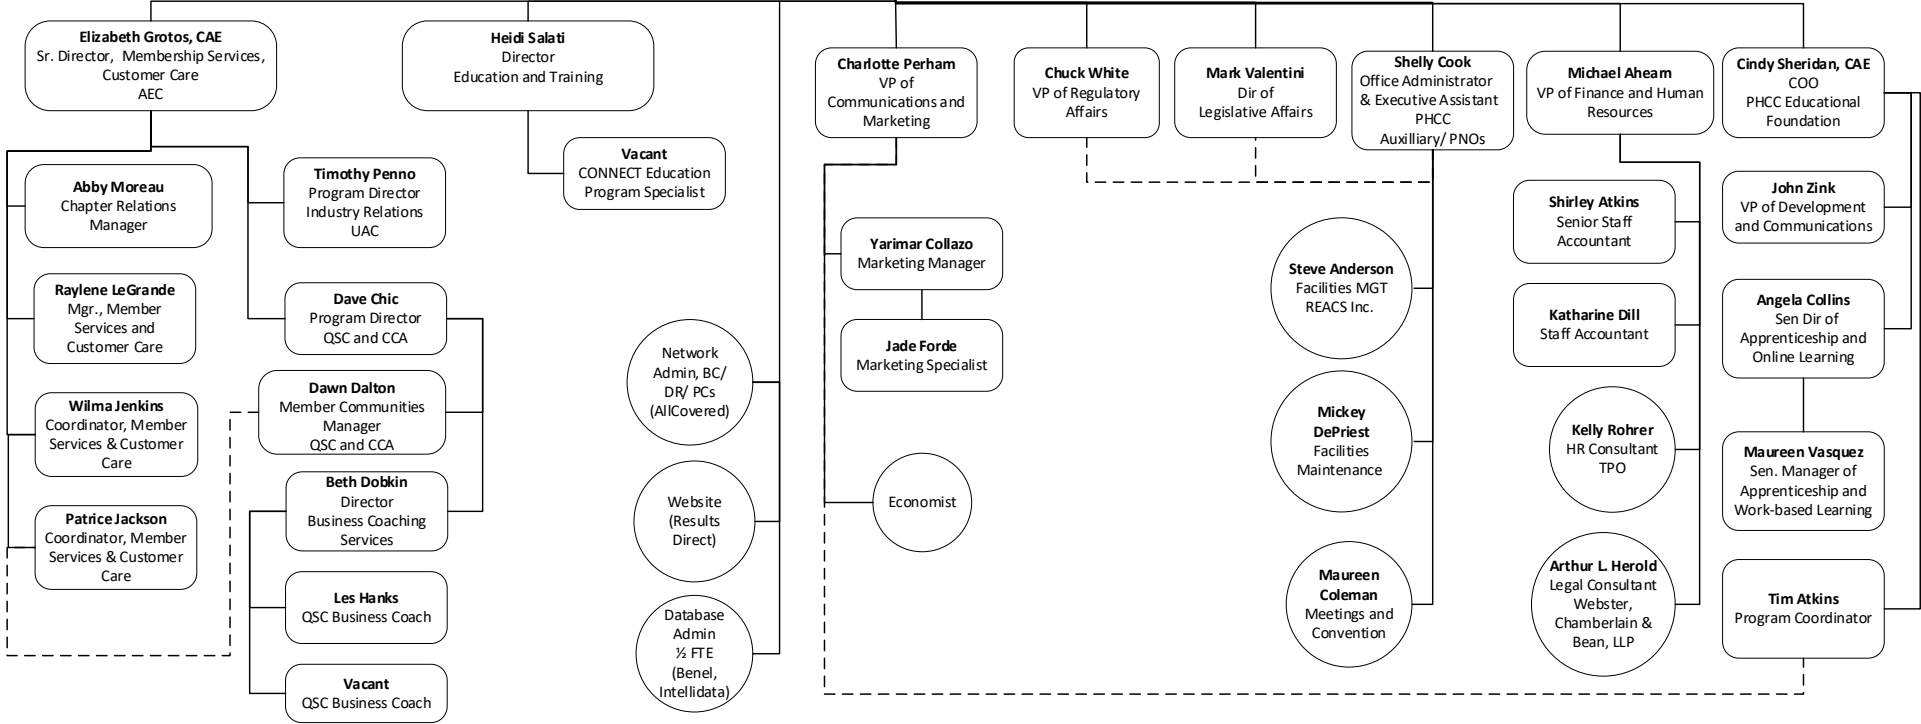 Elizabeth Grotos, CAE
Sr. Director,  Membership Services,
Customer Care
AEC
Heidi Salati
Director
Education and Training
Charlotte Perham
VP of
Communications and
Marketing
Chuck White
VP of Regulatory
Affairs
Mark Valentini
Dir of
Legislative Affairs
Shelly Cook
Office Administrator
& Executive Assistant
PHCC
Auxilliary/ PNOs
Michael Ahearn
VP of Finance and Human
Resources
Cindy Sheridan, CAE
COO
PHCC Educational
Foundation
Abby Moreau
Chapter Relations
Manager
Timothy Penno
Program Director
Industry Relations
UAC
Vacant
CONNECT Education
Program Specialist
Raylene LeGrande
Mgr., Member
Services and
Customer Care
Dave Chic
Program Director
QSC and CCA
Wilma Jenkins
Coordinator, Member
Services & Customer
Care
Dawn Dalton
Member Communities
Manager
QSC and CCA
Patrice Jackson
Coordinator, Member
Services & Customer
Care
Beth Dobkin
Director
Business Coaching
Services
Les Hanks
QSC Business Coach
Vacant
QSC Business Coach
Network
Admin, BC/
DR/ PCs
(AllCovered)
Website
(Results
Direct)
Database
Admin
½ FTE
(Benel,
Intellidata)
Yarimar Collazo
Marketing Manager
Jade Forde
Marketing Specialist
Economist
Steve Anderson
Facilities MGT
REACS Inc.
Mickey
DePriest
Facilities
Maintenance
Maureen
Coleman
Meetings and
Convention
Shirley Atkins
Senior Staff
Accountant
Katharine Dill
Staff Accountant
Kelly Rohrer
HR Consultant
TPO
Arthur L. Herold
Legal Consultant
Webster,
Chamberlain &
Bean, LLP
John Zink
VP of Development
and Communications
Angela Collins
Sen Dir of
Apprenticeship and
Online Learning
Maureen Vasquez
Sen. Manager of
Apprenticeship and
Work-based Learning
Tim Atkins
Program Coordinator